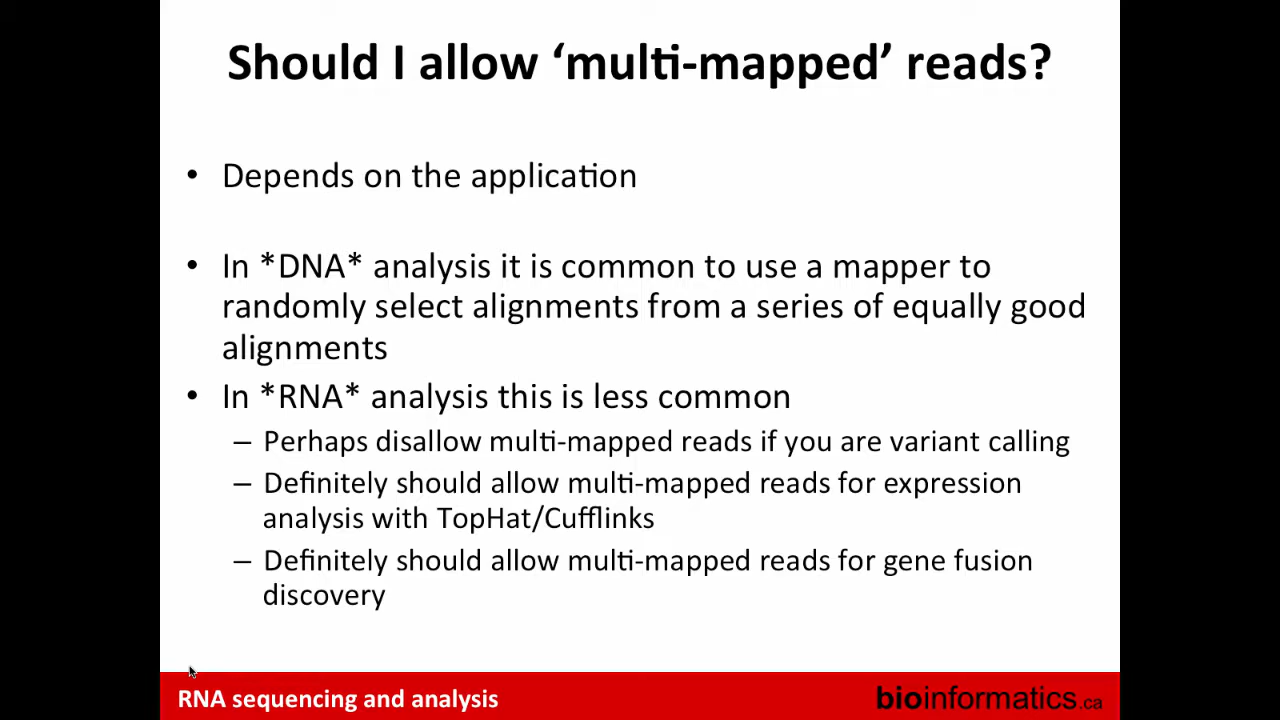 Should I allow ‘multi-mapped’ reads?
• Depends on the application
• In *DNA* analysis it is common to use a mapper to
randomly select alignments from a series of equally good
alignments
• In *RNA* analysis this is less common
– Perhaps disallow multi-mapped reads if you are variant calling
– Definitely should allow multi-mapped reads for expression
analysis with TopHat/Cufflinks
– Definitely should allow multi-mapped reads for gene fusion
discovery
RNA sequencing and analysis
bioinformatics.ca